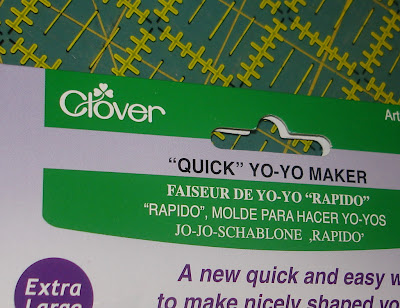 Clover
Art
"QUICK" YO-YO MAKER
FAISEUR DE YO-YO "RAPIDO"
"RAPIDO", MOLDE PARA HACER YO-YOS
JO-JO-SCHABLONE ‚RAPIDO'
Extra
Large
A new quick and easy w
to make nicely shaped yo